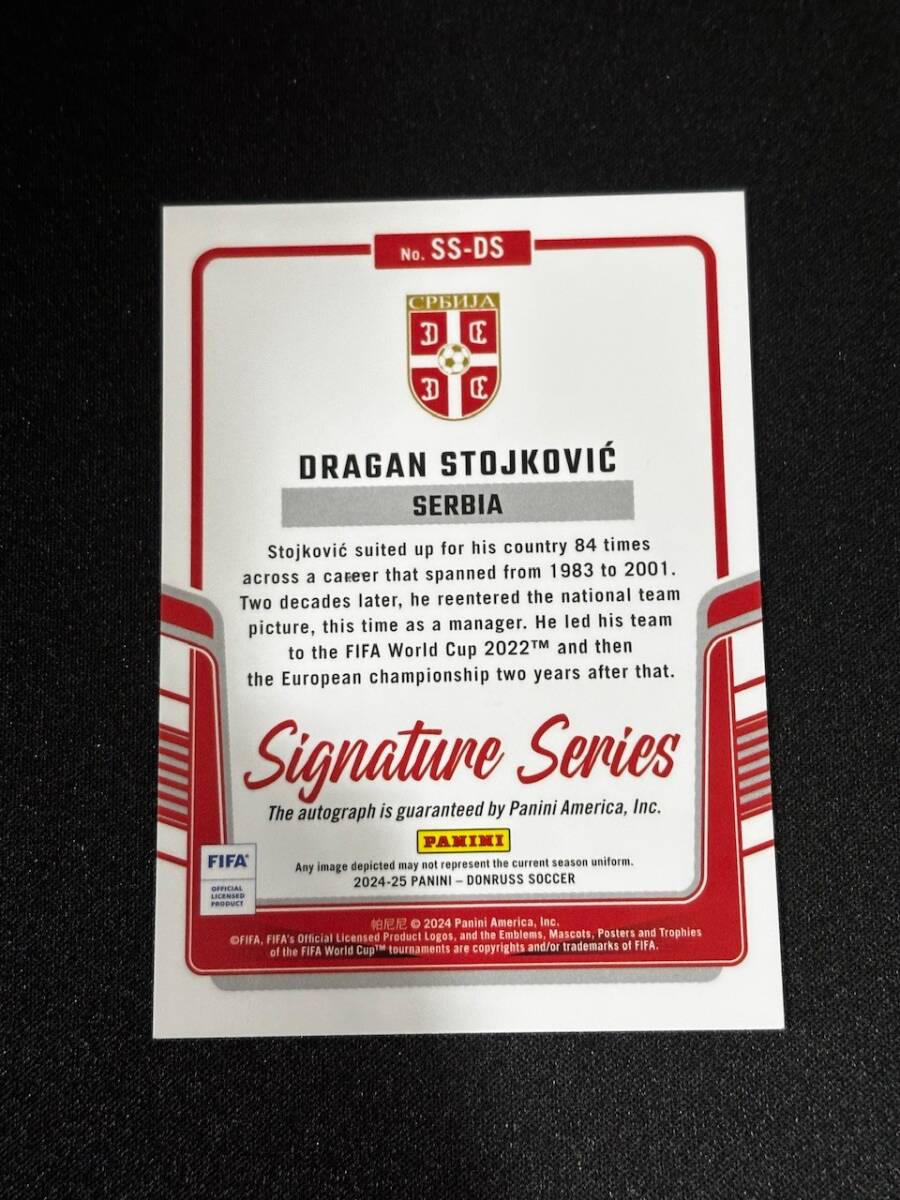 No. SS-DS
СРБИЈА
DRAGAN STOJKOVIĆ
SERBIA
Stojković suited up for his country 84 times
across a career that spanned from 1983 to 2001.
Two decades later, he reentered the national team
picture, this time as a manager. He led his team
to the FIFA World Cup 2022™ and then
the European championship two years after that.
Signature Series
The autograph is guaranteed by Panini America, Inc.
PANINI
Any image depicted may not represent the current season uniform.
2024-25 PANINI – DONRUSS SOCCER
FIFA®
OFFICIAL
LICENSED
PRODUCT
帕尼尼 © 2024 Panini America, Inc.
©FIFA, FIFA's Official Licensed Product Logos, and the Emblems, Mascots, Posters and Trophies
of the FIFA World Cup™ tournaments are copyrights and/or trademarks of FIFA.